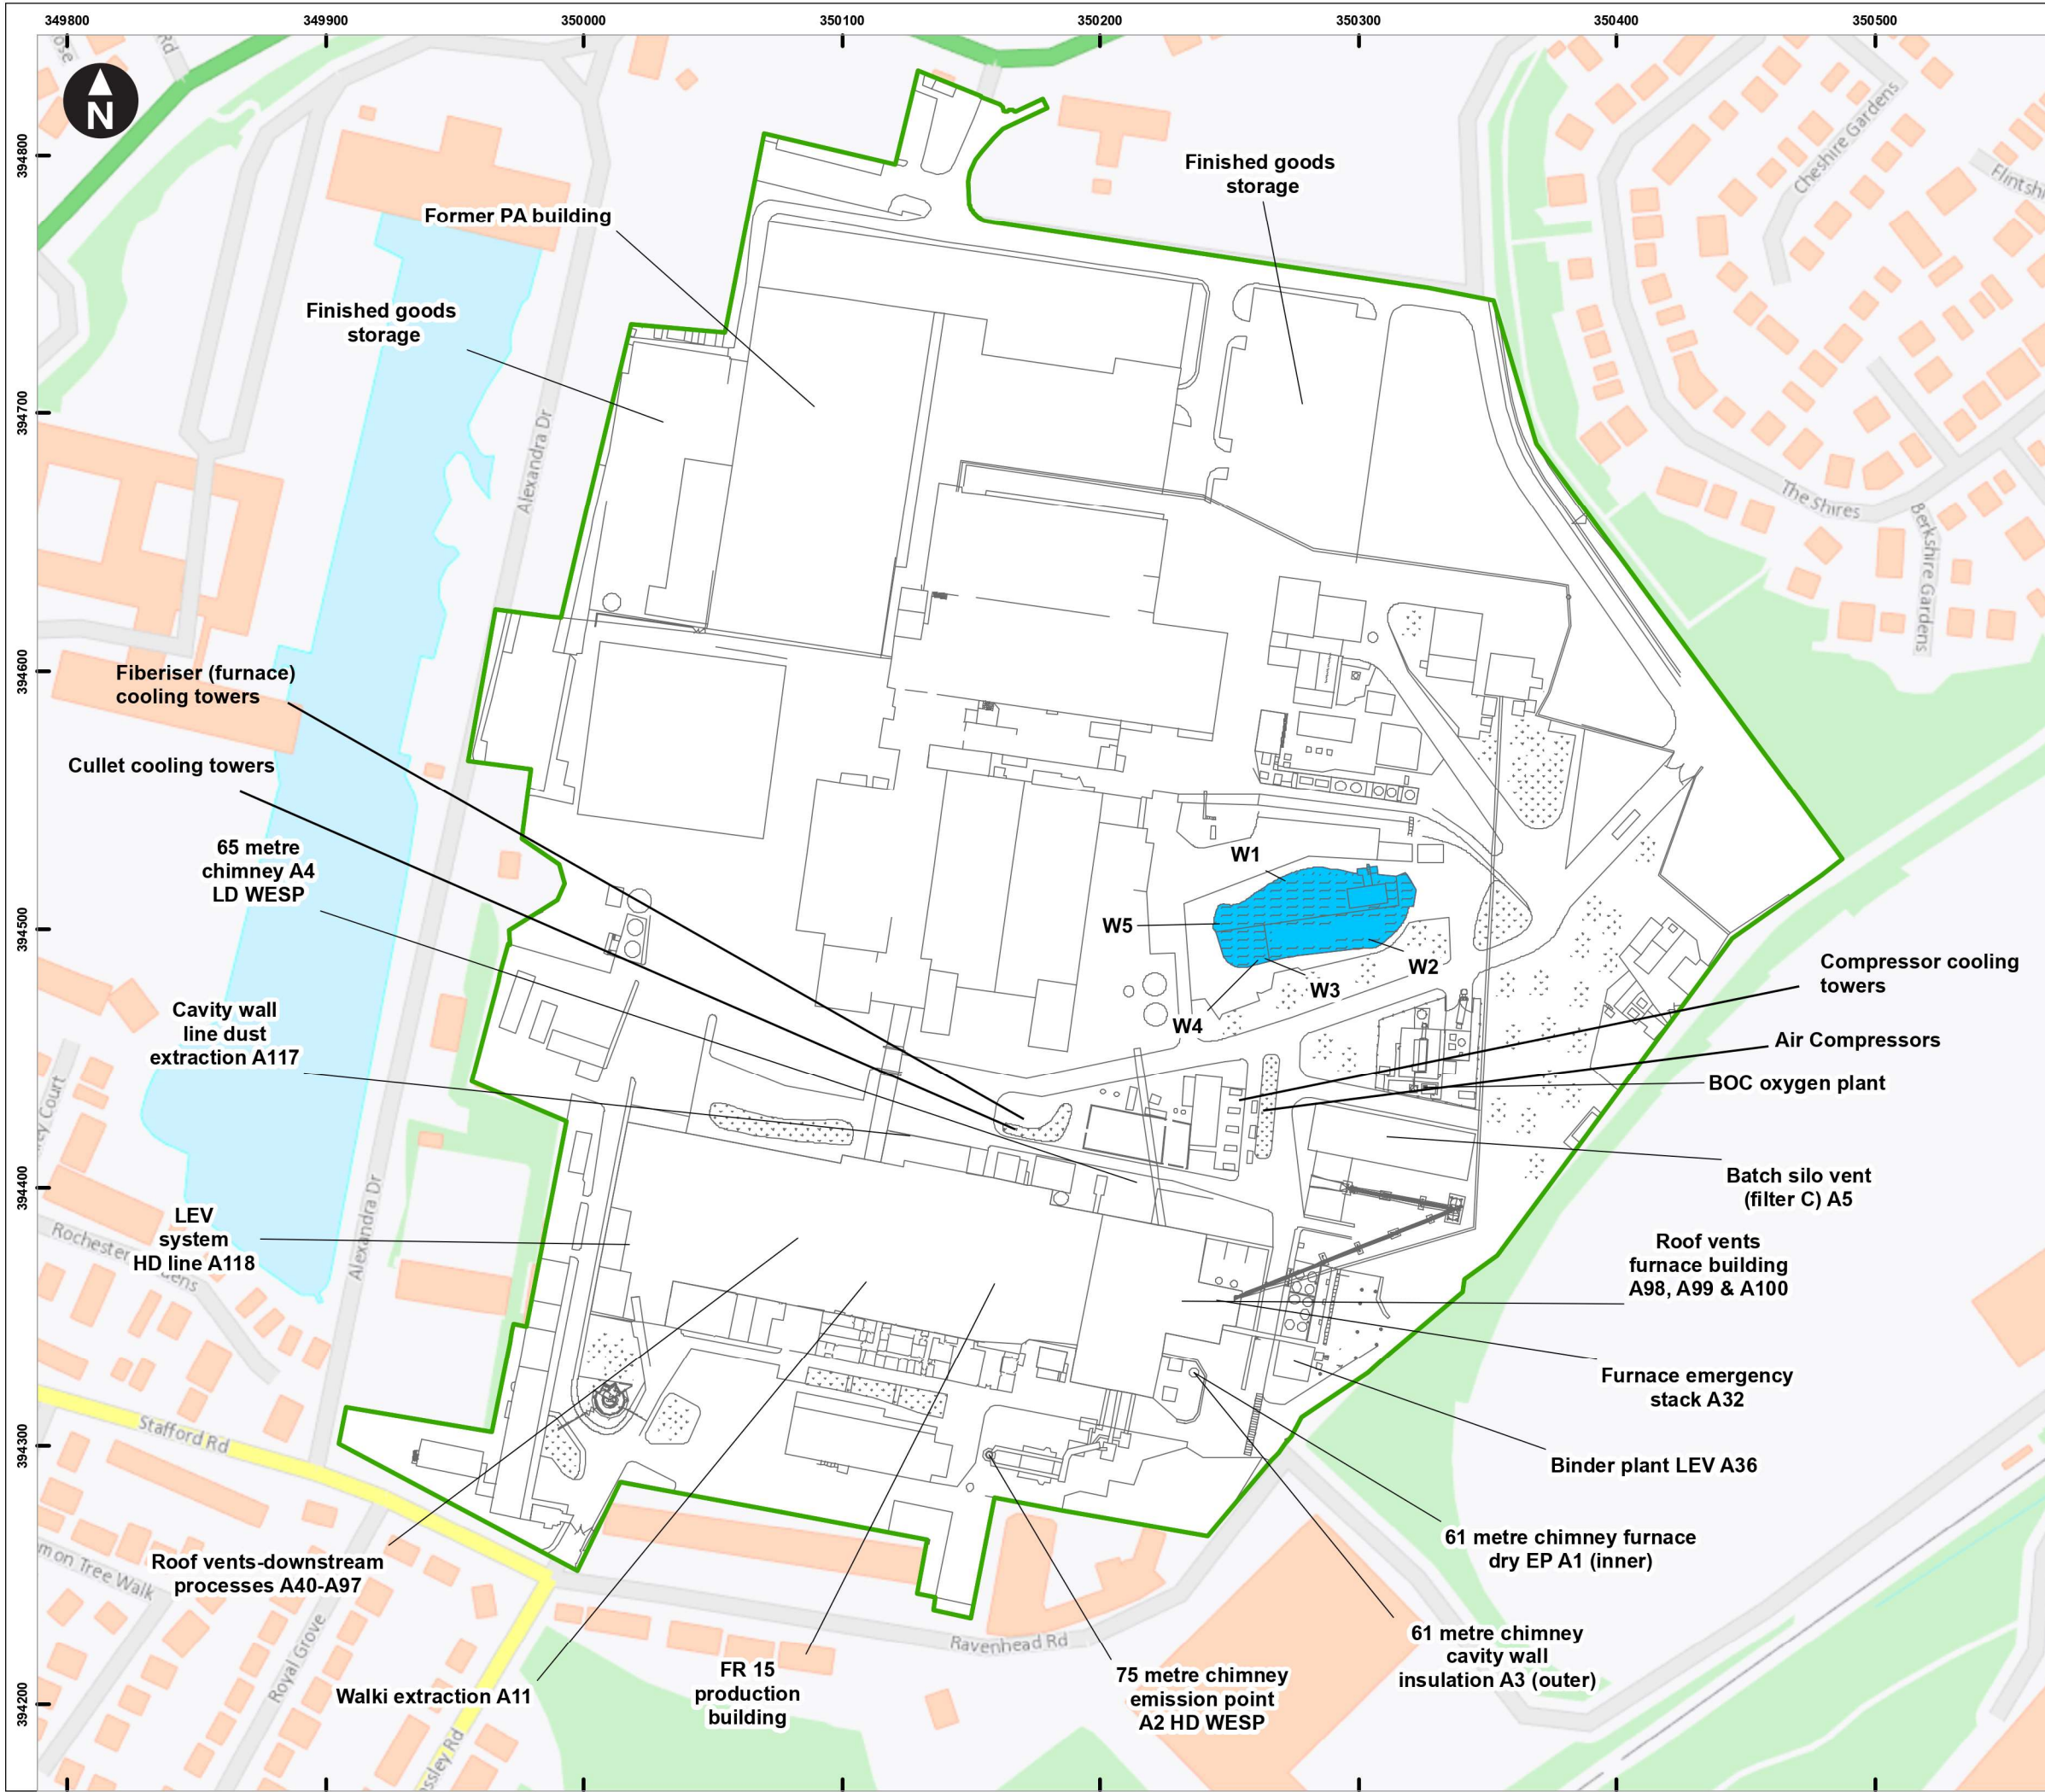 349800
349900
350000
350100
350200
350300
350400
350500
N
394800
394700
394600
394500
394400
394300
394200
Rd
Cheshire Gardens
Finished goods
storage
Former PA building
Finished goods
storage
Alexandra Dr
The Shires
Berkshire Gardens
Fiberiser (furnace)
cooling towers
Cullet cooling towers
65 metre
chimney A4
LD WESP
W1
W5
W2
W3
W4
Compressor cooling
towers
Air Compressors
BOC oxygen plant
Cavity wall
line dust
extraction A117
Batch silo vent
(filter C) A5
LEV
system
HD line A118
Alexandra Dr
Roof vents
furnace building
A98, A99 & A100
Furnace emergency
stack A32
Stafford Rd
Binder plant LEV A36
61 metre chimney furnace
dry EP A1 (inner)
Roof vents-downstream
processes A40-A97
Royal Grove
Ravenhead Rd
61 metre chimney
cavity wall
insulation A3 (outer)
Walki extraction A11
FR 15
production
building
75 metre chimney
emission point
A2 HD WESP